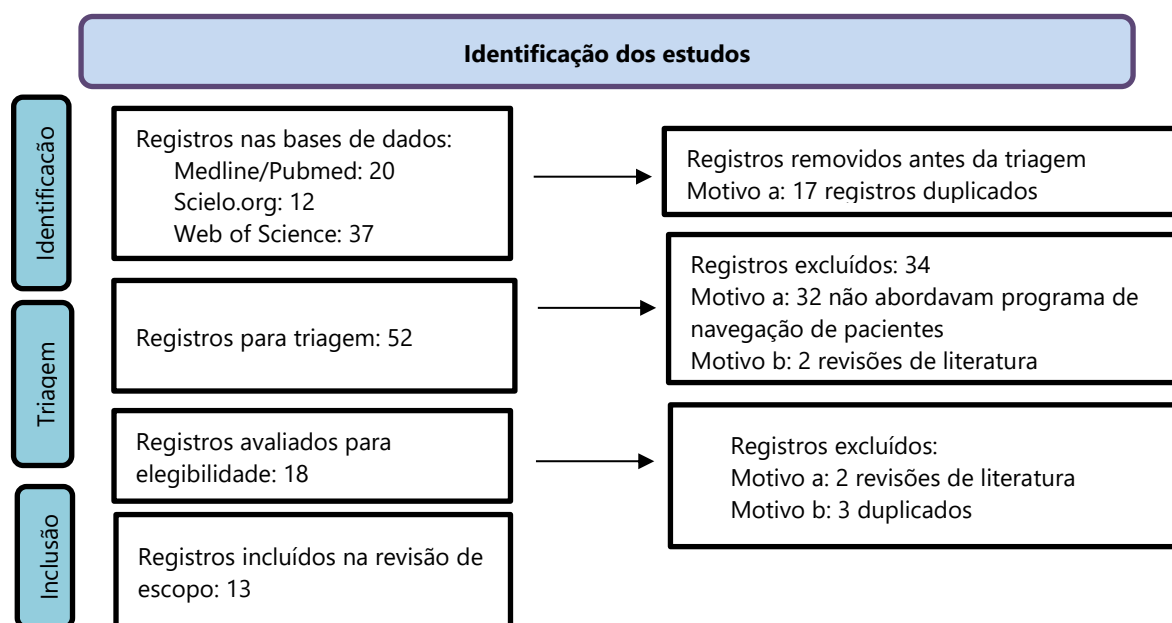 Identificação dos estudos
Identificação
Registros nas bases de dados:
Medline/Pubmed: 20
Scielo.org: 12
Web of Science: 37
Registros removidos antes da triagem
Motivo a: 17 registros duplicados
Triagem
Registros para triagem: 52
Registros excluídos: 34
Motivo a: 32 não abordavam programa de
navegação de pacientes
Motivo b: 2 revisões de literatura
Registros avaliados para
elegibilidade: 18
Registros excluídos:
Motivo a: 2 revisões de literatura
Motivo b: 3 duplicados
Inclusão
Registros incluídos na revisão de
escopo: 13